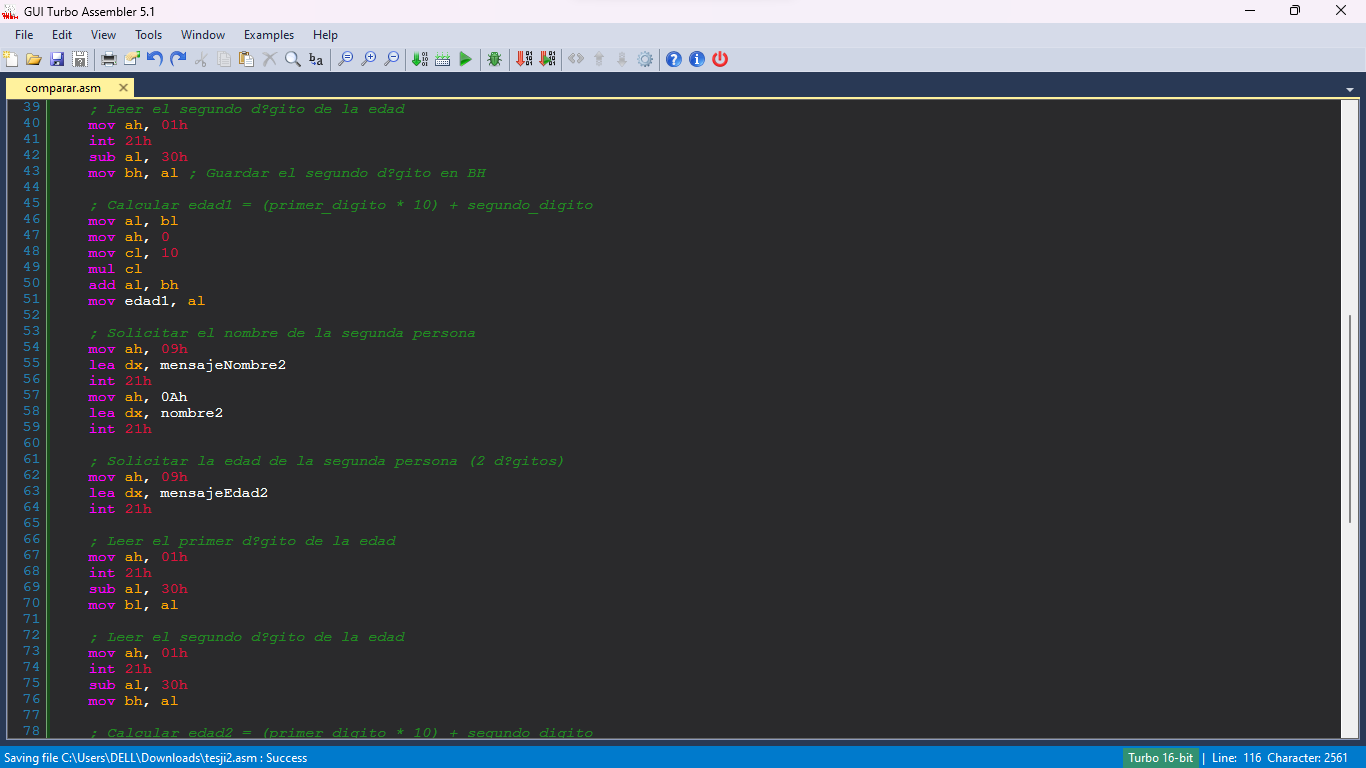 GUI Turbo Assembler 5.1
File Edit View Tools Window Examples Help
comparar.asm
39 ; Leer el segundo d?gito de la edad
40 mov ah, 01h
41 int 21h
42 sub al, 30h
43 mov bh, al ; Guardar el segundo d?gito en BH
44
45 ; Calcular edad1 = (primer_digito * 10) + segundo_digito
46 mov al, bl
47 mov ah, 0
48 mov cl, 10
49 mul cl
50 add al, bh
51 mov edad1, al
52
53 ; Solicitar el nombre de la segunda persona
54 mov ah, 09h
55 lea dx, mensajeNombre2
56 int 21h
57 mov ah, 0Ah
58 lea dx, nombre2
59 int 21h
60
61 ; Solicitar la edad de la segunda persona (2 d?gitos)
62 mov ah, 09h
63 lea dx, mensajeEdad2
64 int 21h
65
66 ; Leer el primer d?gito de la edad
67 mov ah, 01h
68 int 21h
69 sub al, 30h
70 mov bl, al
71
72 ; Leer el segundo d?gito de la edad
73 mov ah, 01h
74 int 21h
75 sub al, 30h
76 mov bh, al
77
78 ; Calcular edad2 = (primer_digito * 10) + segundo_digito
Saving file C:\Users\DELL\Downloads\tesji2.asm : Success
Turbo 16-bit | Line: 116 Character: 2561